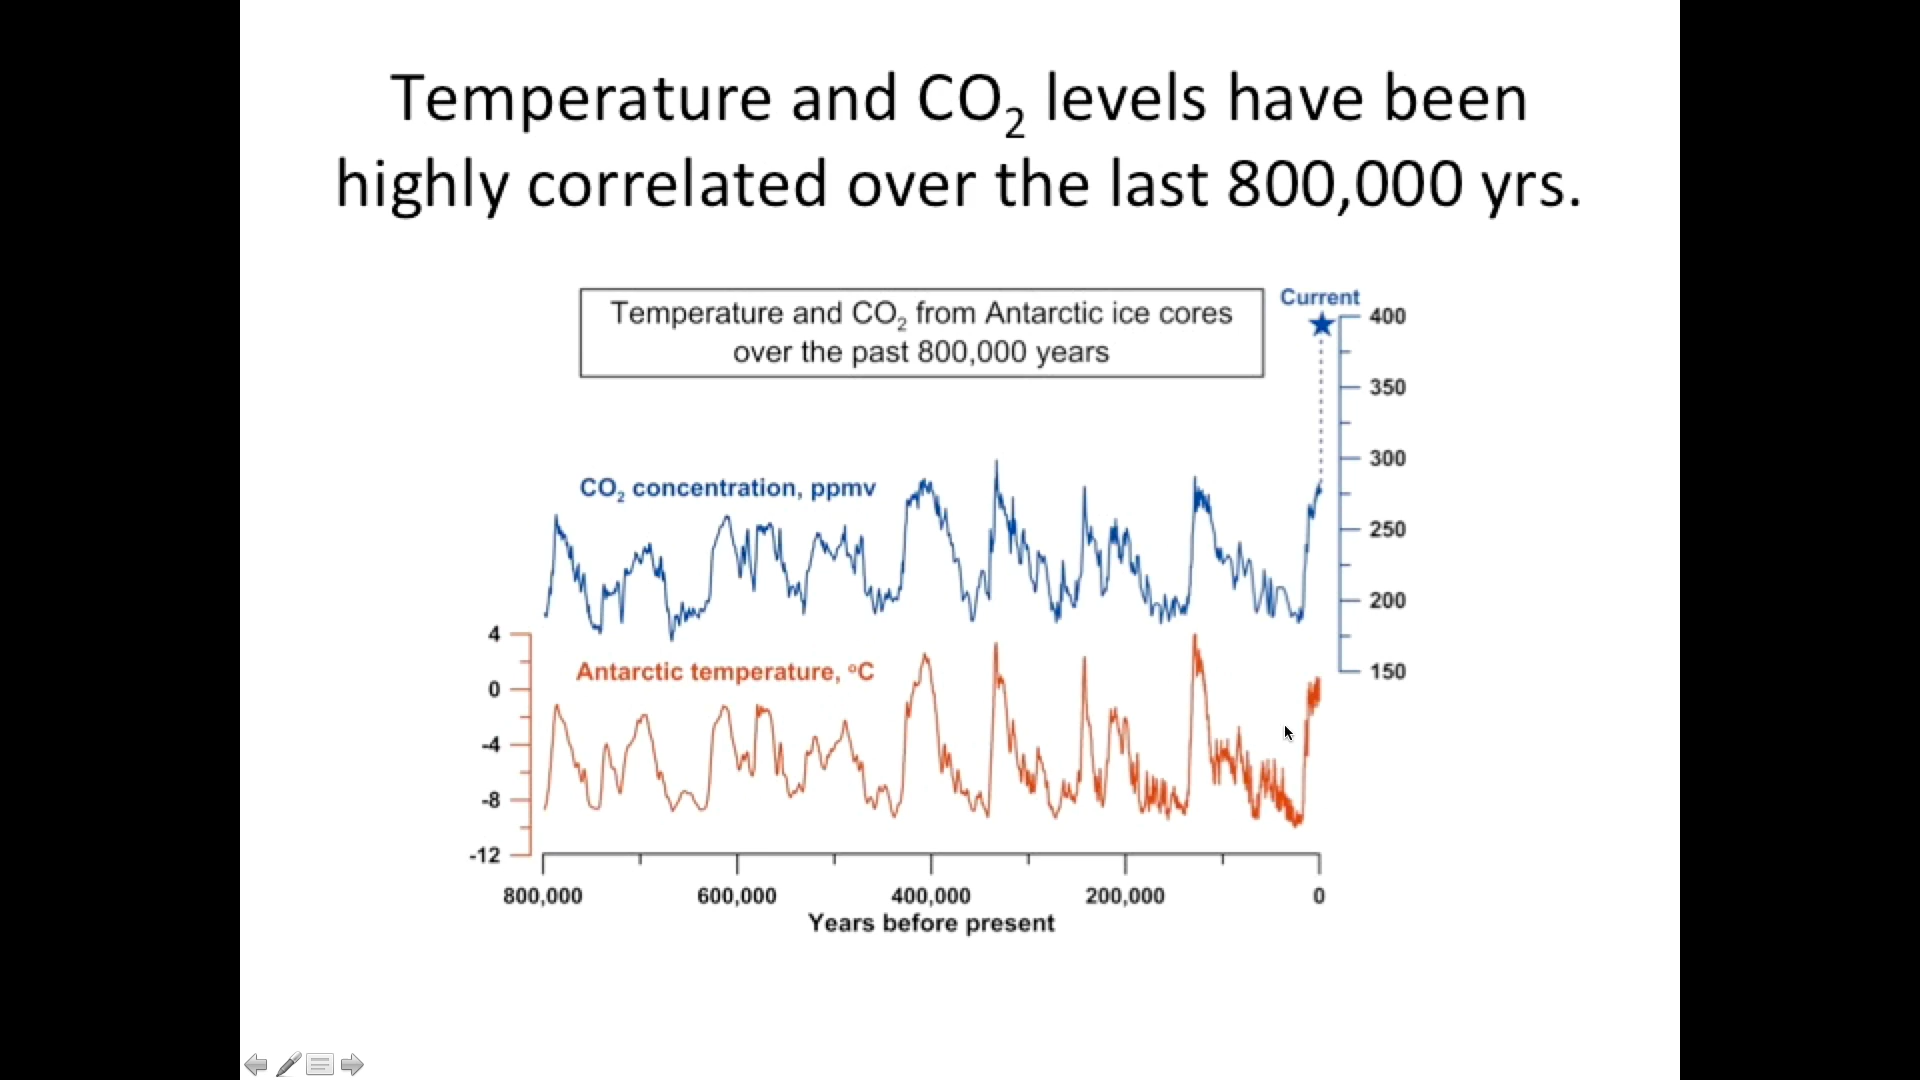 Temperature and CO₂ levels have been
highly correlated over the last 800,000 yrs.
Temperature and CO₂ from Antarctic ice cores
over the past 800,000 years
Current
400
350
300
250
200
150
CO₂ concentration, ppmv
Antarctic temperature, °C
4
0
-4
-8
-12
800,000
600,000
400,000
200,000
0
Years before present